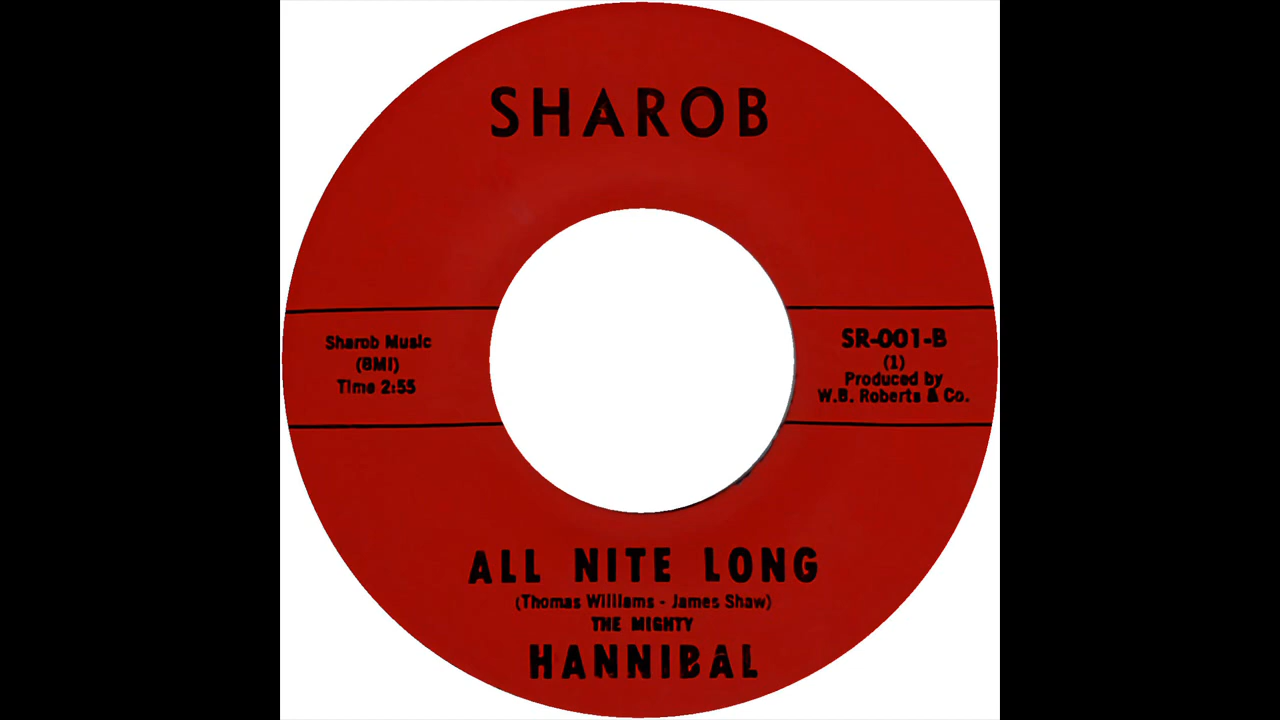 SHAROB
Sharob Music
(BMI)
Time 2:55
SR-001-B
(1)
Produced by
W.B. Roberts & Co.
ALL NITE LONG
(Thomas Williams - James Shaw)
THE MIGHTY
HANNIBAL